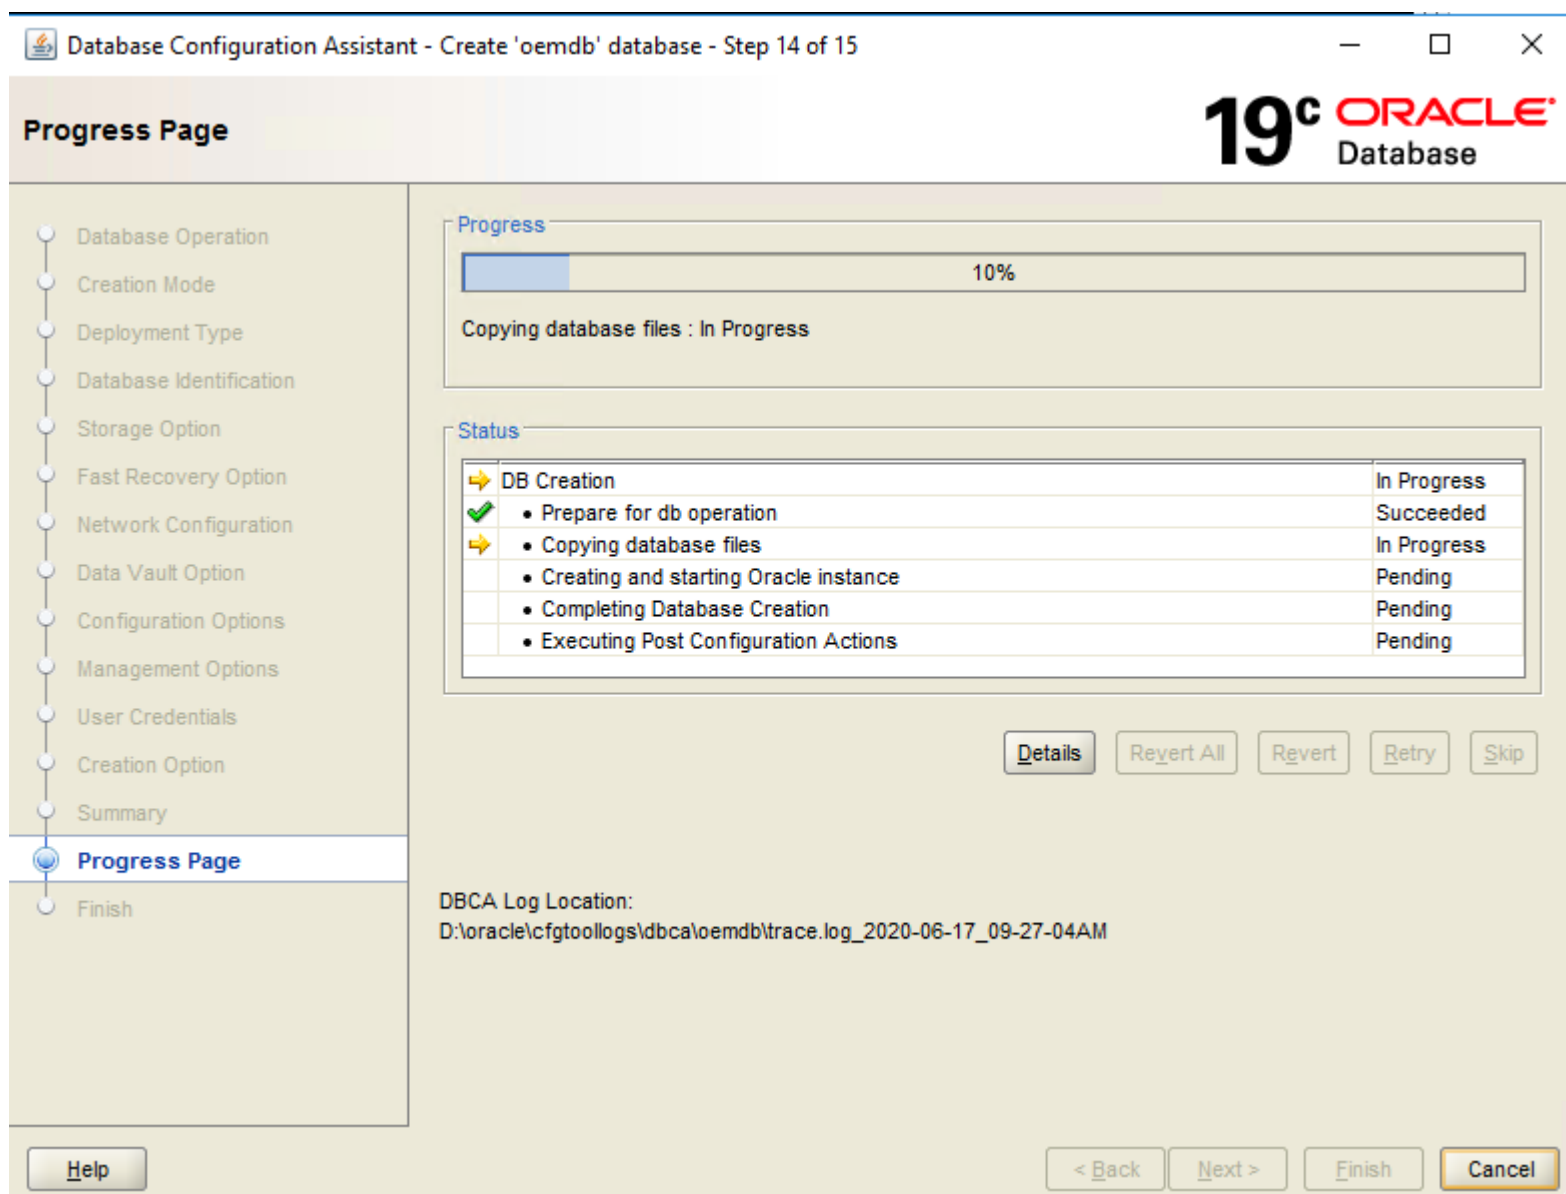 Database Configuration Assistant - Create 'oemdb' database - Step 14 of 15
Progress Page
19c ORACLE
Database
Database Operation
Creation Mode
Deployment Type
Database Identification
Storage Option
Fast Recovery Option
Network Configuration
Data Vault Option
Configuration Options
Management Options
User Credentials
Creation Option
Summary
Progress Page
Finish
Progress
10%
Copying database files : In Progress
Status
DB Creation In Progress
• Prepare for db operation Succeeded
• Copying database files In Progress
• Creating and starting Oracle instance Pending
• Completing Database Creation Pending
• Executing Post Configuration Actions Pending
Details Revert All Revert Retry Skip
DBCA Log Location:
D:\oracle\cfgtoollogs\dbca\oemdb\trace.log_2020-06-17_09-27-04AM
Help < Back Next > Finish Cancel